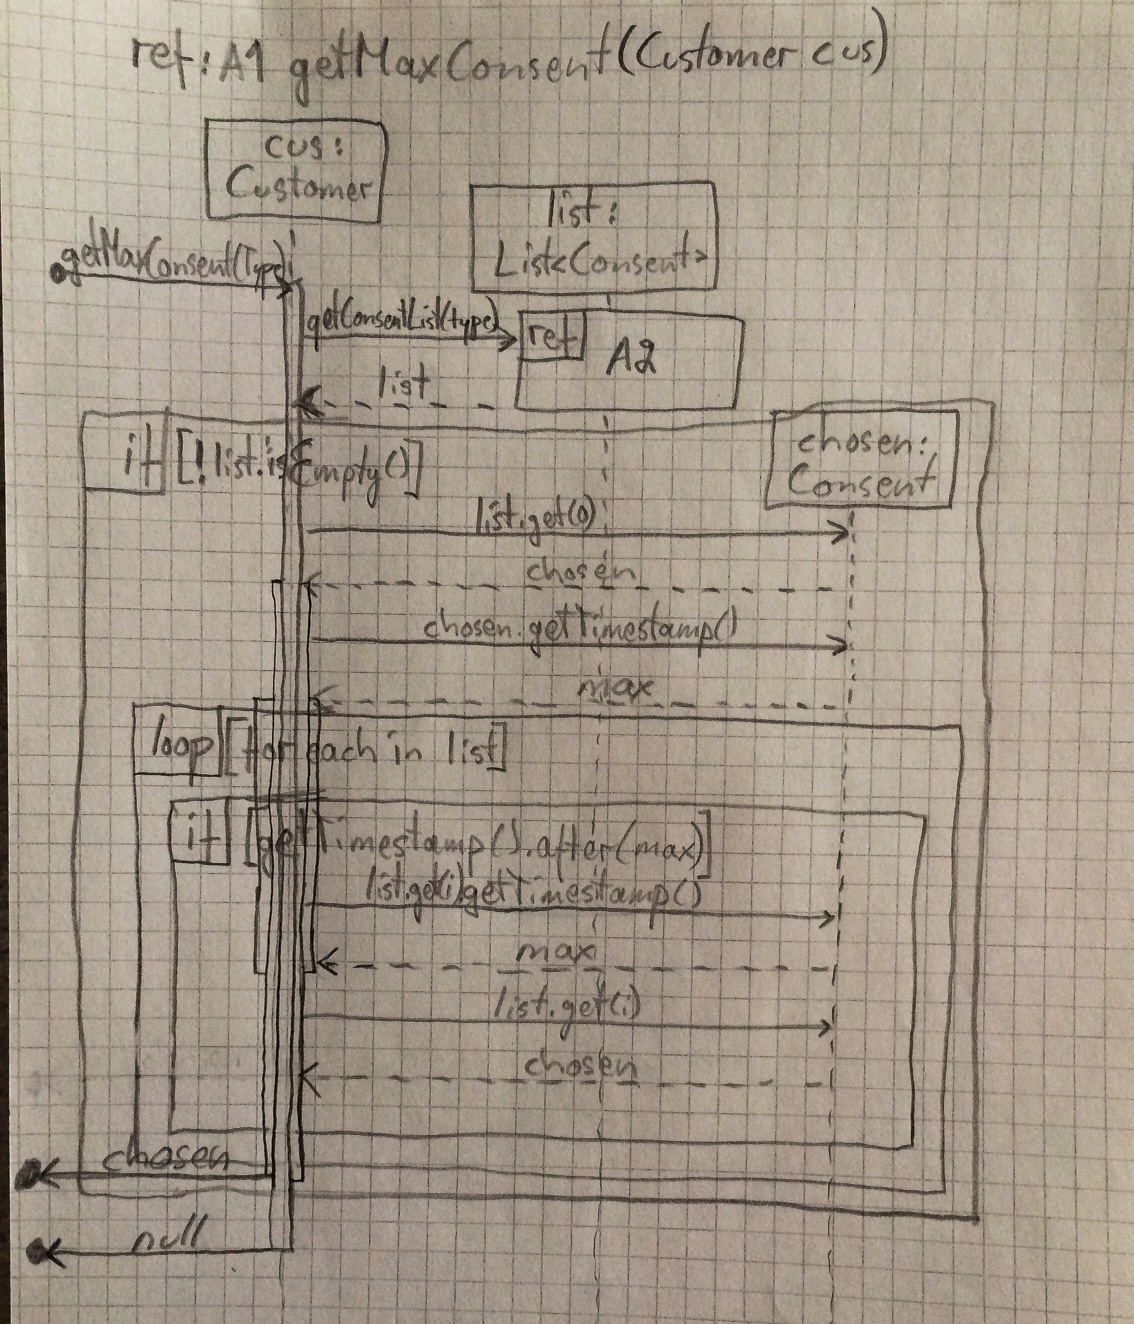 ref: A1 getMaxConsent(Customer cus)
cus:
Customer
list:
List<Consent>
getMaxConsent(Type)
getConsentList(type)
ref
A2
list
if [!list.isEmpty()]
chosen:
Consent
list.get(0)
chosen
chosen.getTimestamp()
max
loop [for each in list]
if [getTimestamp().after(max)]
list.get(i).getTimestamp()
max
list.get(i)
chosen
chosen
null